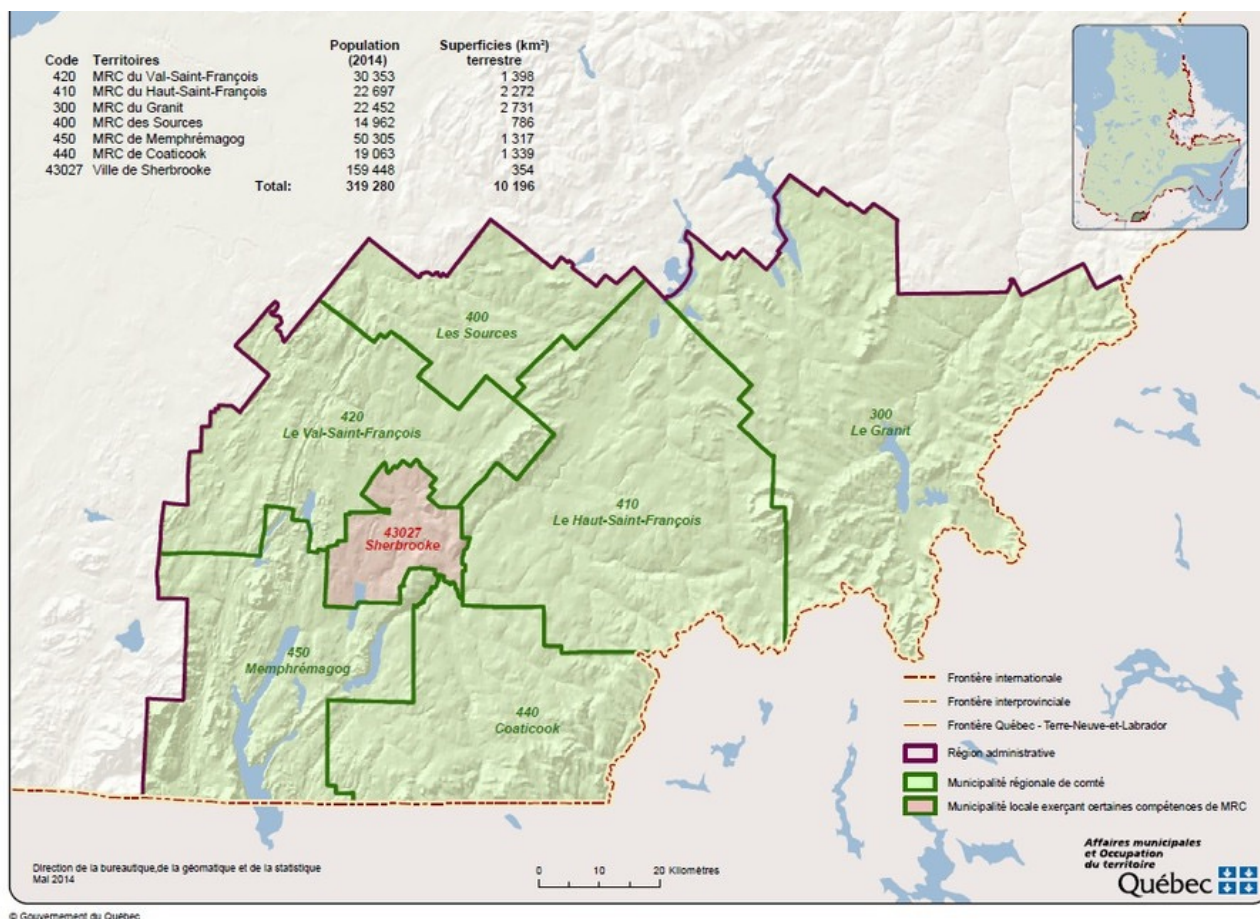 Code Territoires Population (2014) Superficies (km²) terrestre
420 MRC du Val-Saint-François 30 353 1 398
410 MRC du Haut-Saint-François 22 697 2 272
300 MRC du Granit 22 452 2 731
400 MRC des Sources 14 962 786
450 MRC de Memphrémagog 50 305 1 317
440 MRC de Coaticook 19 063 1 339
43027 Ville de Sherbrooke 159 448 354
Total: 319 280 10 196
400
Les Sources
420
Le Val-Saint-François
300
Le Granit
410
Le Haut-Saint-François
43027
Sherbrooke
450
Memphrémagog
440
Coaticook
Frontière internationale
Frontière interprovinciale
Frontière Québec - Terre-Neuve-et-Labrador
Région administrative
Municipalité régionale de comté
Municipalité locale exerçant certaines compétences de MRC
Direction de la bureautique,de la géomatique et de la statistique
Mai 2014
0 10 20 Kilomètres
Affaires municipales
et Occupation
du territoire
Québec
© Gouvernement du Québec